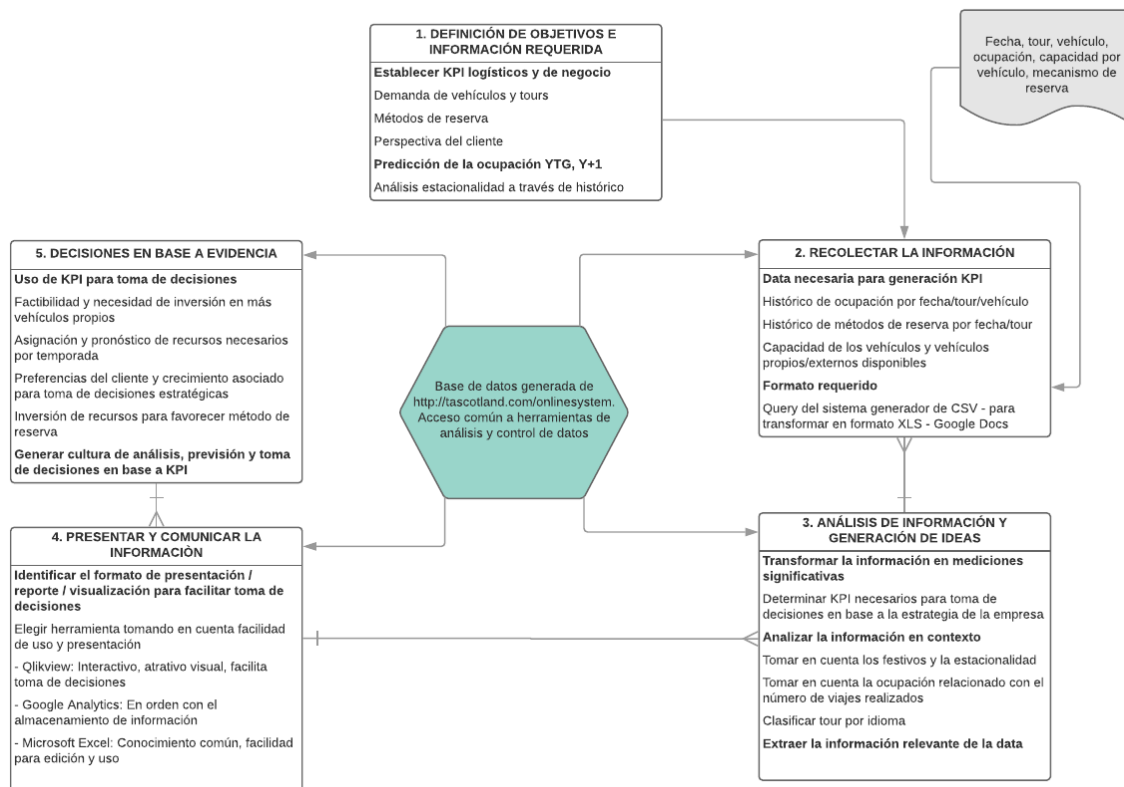 1. DEFINICIÓN DE OBJETIVOS E
INFORMACIÓN REQUERIDA
Establecer KPI logísticos y de negocio
Demanda de vehículos y tours
Métodos de reserva
Perspectiva del cliente
Predicción de la ocupación YTG, Y+1
Análisis estacionalidad a través de histórico
Fecha, tour, vehículo,
ocupación, capacidad por
vehículo, mecanismo de
reserva
2. RECOLECTAR LA INFORMACIÓN
Data necesaria para generación KPI
Histórico de ocupación por fecha/tour/vehículo
Histórico de métodos de reserva por fecha/tour
Capacidad de los vehículos y vehículos
propios/externos disponibles
Formato requerido
Query del sistema generador de CSV - para
transformar en formato XLS - Google Docs
Base de datos generada de
http://tascotland.com/onlinesystem.
Acceso común a herramientas de
análisis y control de datos
3. ANÁLISIS DE INFORMACIÓN Y
GENERACIÓN DE IDEAS
Transformar la información en mediciones
significativas
Determinar KPI necesarios para toma de
decisiones en base a la estrategia de la empresa
Analizar la información en contexto
Tomar en cuenta los festivos y la estacionalidad
Tomar en cuenta la ocupación relacionado con el
número de viajes realizados
Clasificar tour por idioma
Extraer la información relevante de la data
4. PRESENTAR Y COMUNICAR LA
INFORMACIÒN
Identificar el formato de presentación /
reporte / visualización para facilitar toma de
decisiones
Elegir herramienta tomando en cuenta facilidad
de uso y presentación
- Qlikview: Interactivo, atrativo visual, facilita
toma de decisiones
- Google Analytics: En orden con el
almacenamiento de información
- Microsoft Excel: Conocimiento común, facilidad
para edición y uso
5. DECISIONES EN BASE A EVIDENCIA
Uso de KPI para toma de decisiones
Factibilidad y necesidad de inversión en más
vehículos propios
Asignación y pronóstico de recursos necesarios
por temporada
Preferencias del cliente y crecimiento asociado
para toma de decisiones estratégicas
Inversión de recursos para favorecer método de
reserva
Generar cultura de análisis, previsión y toma
de decisiones en base a KPI